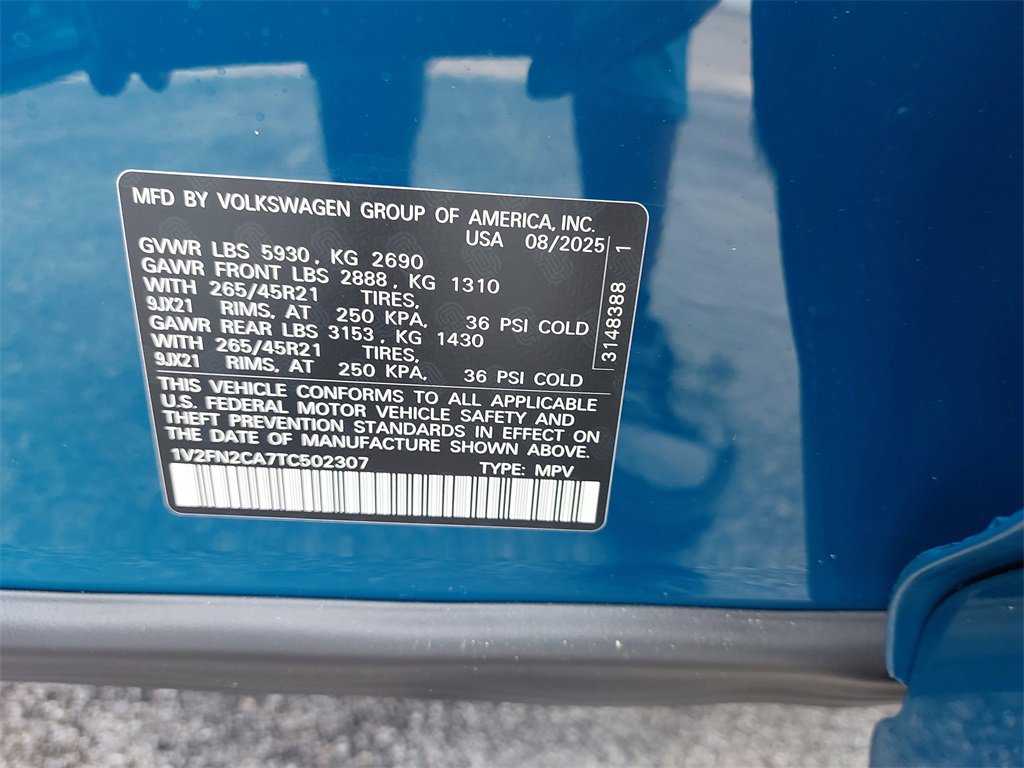 MFD BY VOLKSWAGEN GROUP OF AMERICA, INC.
USA 08/2025
GVWR LBS 5930, KG 2690
GAWR FRONT LBS 2888, KG 1310
WITH 265/45R21 TIRES,
9JX21 RIMS, AT 250 KPA, 36 PSI COLD
GAWR REAR LBS 3153, KG 1430
WITH 265/45R21 TIRES,
9JX21 RIMS, AT 250 KPA, 36 PSI COLD
3148388 1
THIS VEHICLE CONFORMS TO ALL APPLICABLE
U.S. FEDERAL MOTOR VEHICLE SAFETY AND
THEFT PREVENTION STANDARDS IN EFFECT ON
THE DATE OF MANUFACTURE SHOWN ABOVE.
1V2FN2CA7TC502307 TYPE: MPV